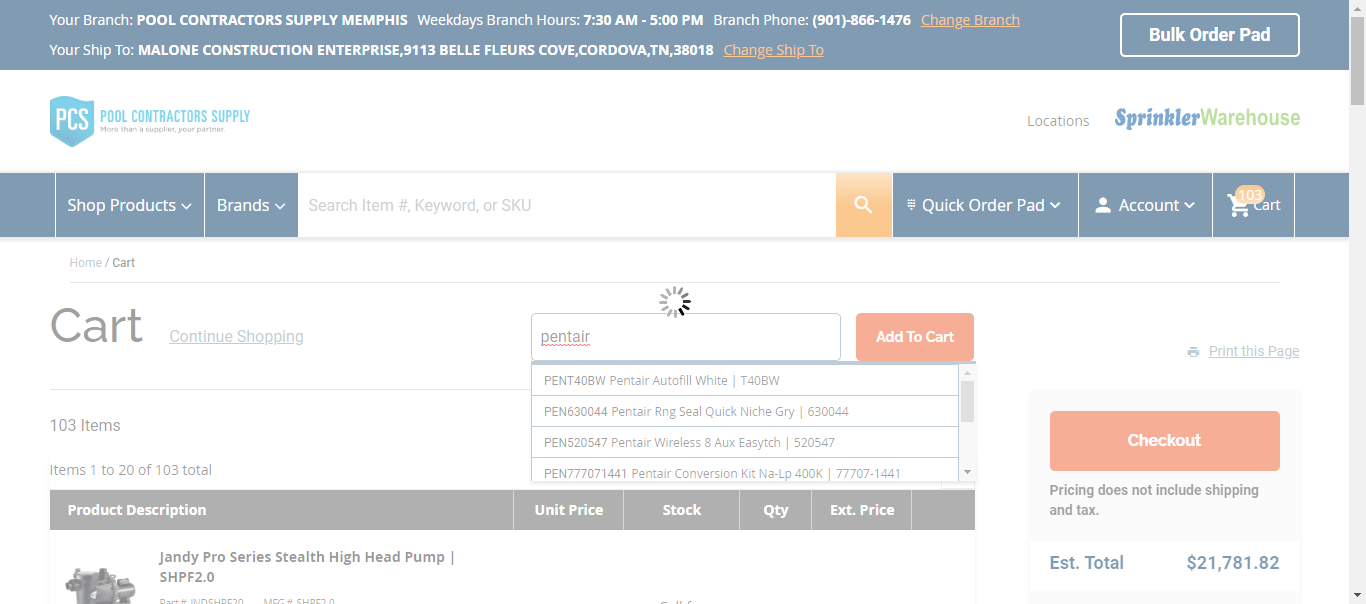 Your Branch: POOL CONTRACTORS SUPPLY MEMPHIS Weekdays Branch Hours: 7:30 AM - 5:00 PM Branch Phone: (901)-866-1476 Change Branch
Your Ship To: MALONE CONSTRUCTION ENTERPRISE,9113 BELLE FLEURS COVE,CORDOVA,TN,38018 Change Ship To
Bulk Order Pad
PCS POOL CONTRACTORS SUPPLY
More than a supplier, your partner.
Locations
SprinklerWarehouse
Shop Products
Brands
Search Item #, Keyword, or SKU
Quick Order Pad
Account
103
Cart
Home / Cart
Cart
Continue Shopping
pentair
Add To Cart
Print this Page
PENT40BW Pentair Autofill White | T40BW
PEN630044 Pentair Rng Seal Quick Niche Gry | 630044
PEN520547 Pentair Wireless 8 Aux Easytch | 520547
PEN777071441 Pentair Conversion Kit Na-Lp 400K | 77707-1441
103 Items
Items 1 to 20 of 103 total
Checkout
Pricing does not include shipping
and tax.
Est. Total $21,781.82
Product Description Unit Price Stock Qty Ext. Price
Jandy Pro Series Stealth High Head Pump |
SHPF2.0
Part# JNDSHPF20 MFG# SHPF2.0